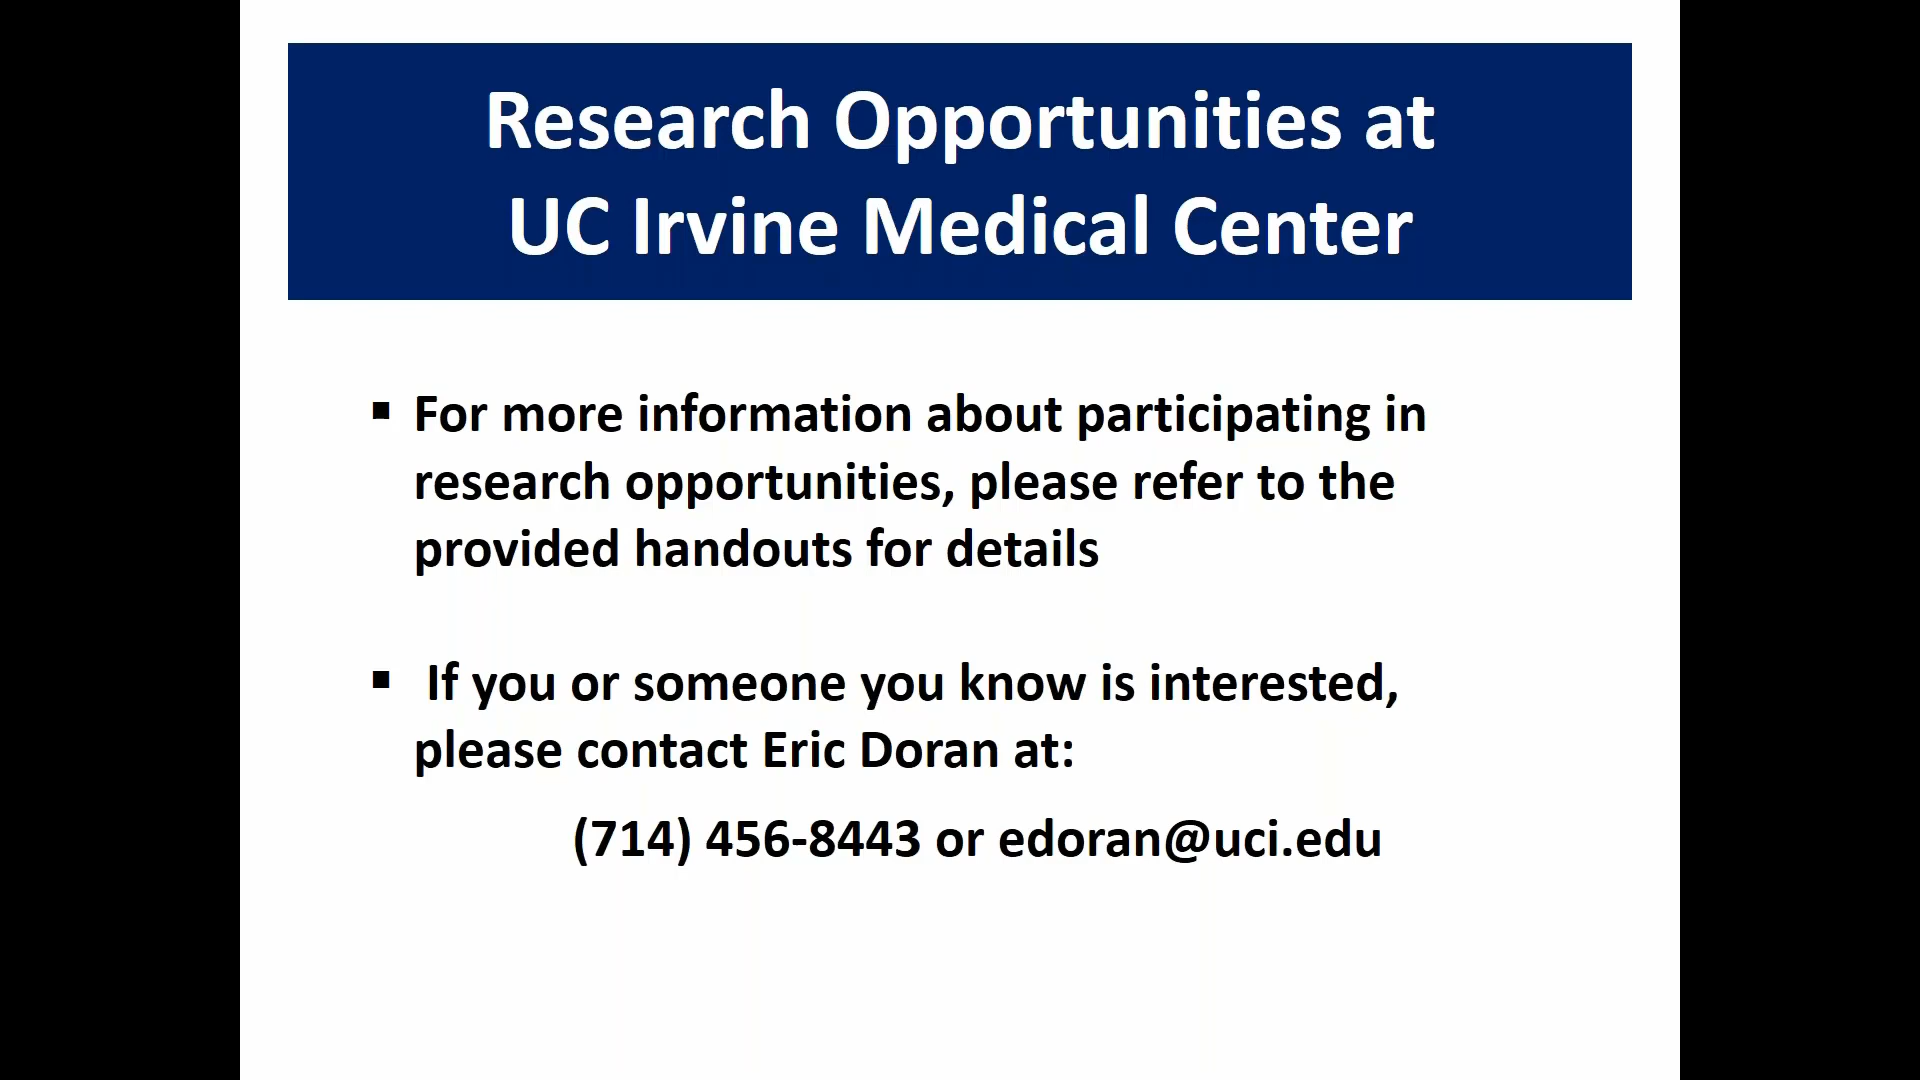 Research Opportunities at
UC Irvine Medical Center
▪ For more information about participating in
research opportunities, please refer to the
provided handouts for details
▪ If you or someone you know is interested,
please contact Eric Doran at:
(714) 456-8443 or edoran@uci.edu